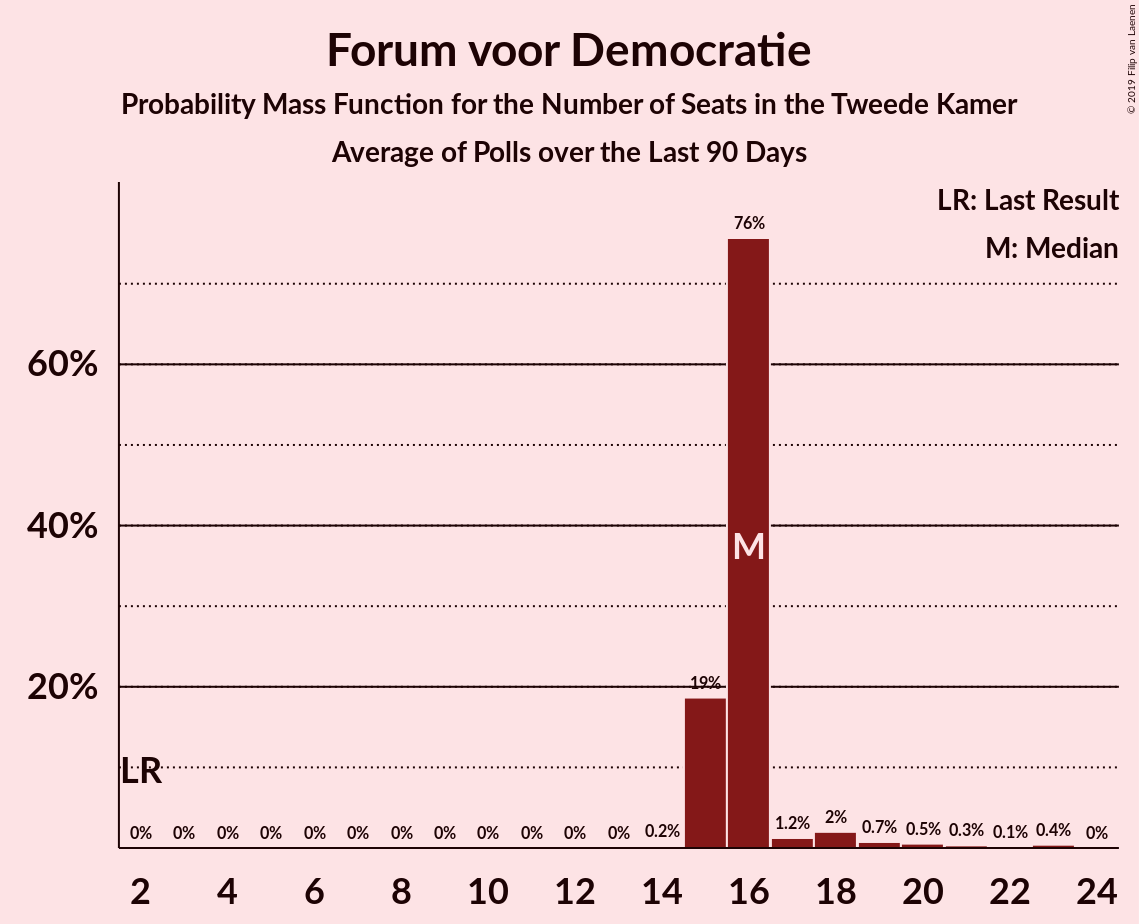 Forum voor Democratie
Probability Mass Function for the Number of Seats in the Tweede Kamer
Average of Polls over the Last 90 Days
© 2019 Filip van Laenen
LR: Last Result
M: Median
76%
60%
40%
M
20%
19%
LR
0% 0% 0% 0% 0% 0% 0% 0% 0% 0% 0% 0% 0.2% 1.2% 2% 0.7% 0.5% 0.3% 0.1% 0.4% 0%
2 4 6 8 10 12 14 16 18 20 22 24